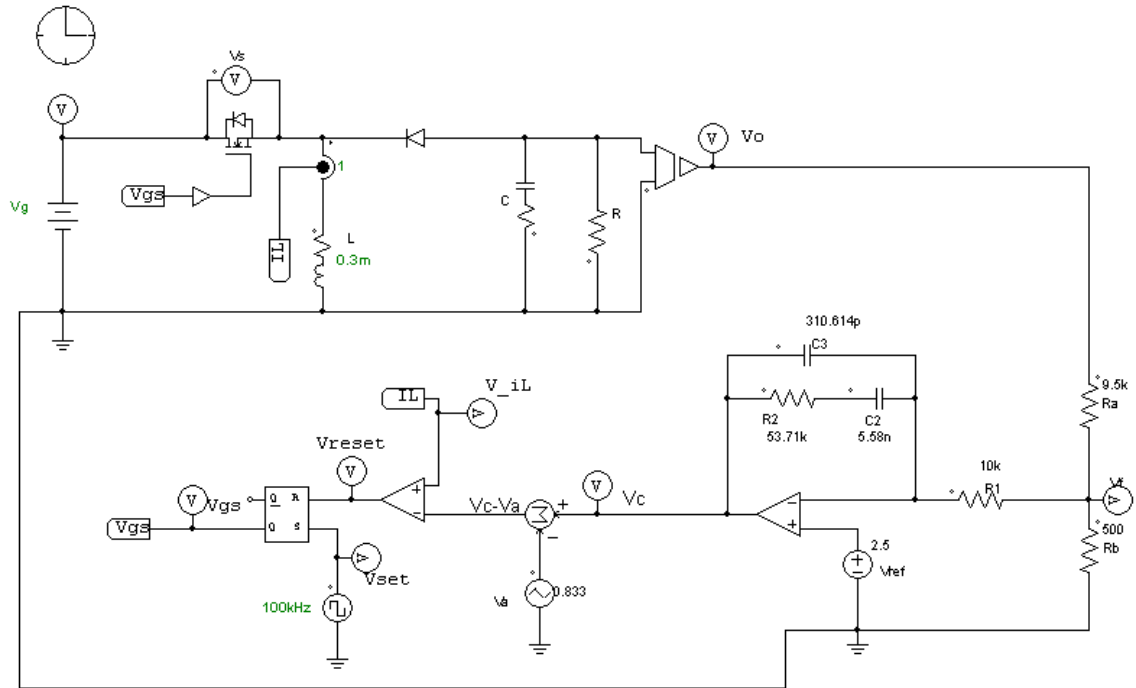 Vs
V
V
V
Vo
Vgs
Vg
1
IL
L
0.3m
C
R
310.614p
C3
R2
53.71k
C2
5.58n
9.5k
Ra
IL
V_iL
V
Vreset
V
Vgs
V
Vgs
Q R
Q S
V
Vset
100kHz
+
-
Vc-Va
Σ
+
-
V
Vc
Va
0.833
-
+
10k
R1
Vf
V
2.5
Vref
500
Rb